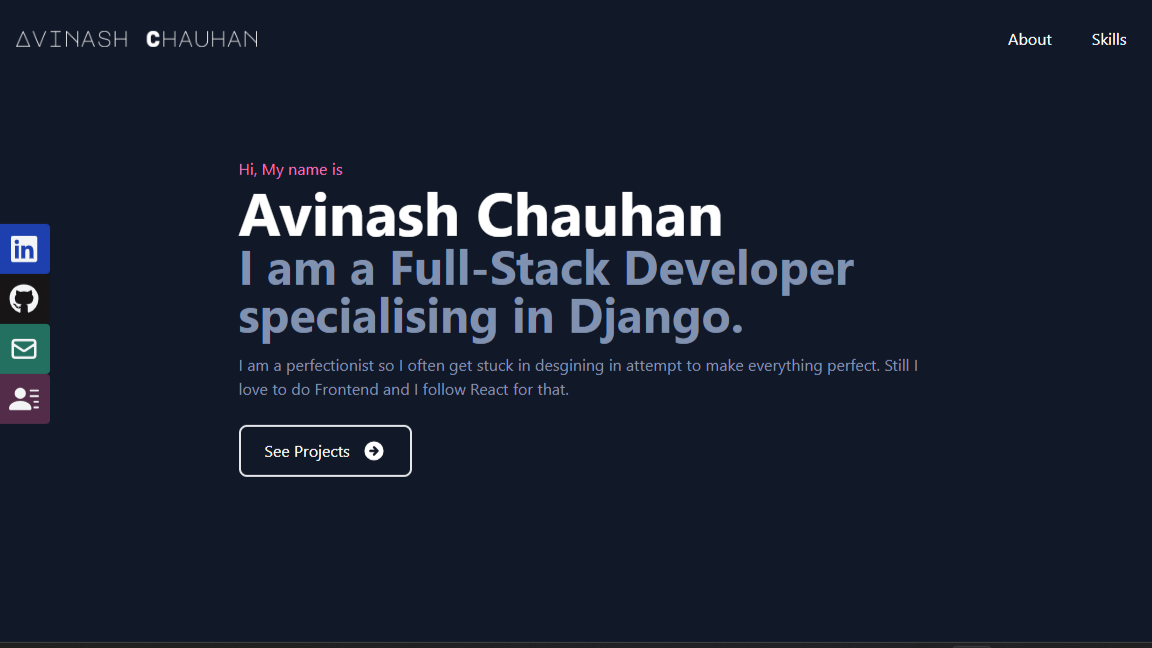 AVINASH CHAUHAN
About
Skills
Hi, My name is
Avinash Chauhan
I am a Full-Stack Developer
specialising in Django.
I am a perfectionist so I often get stuck in desgining in attempt to make everything perfect. Still I
love to do Frontend and I follow React for that.
See Projects
in